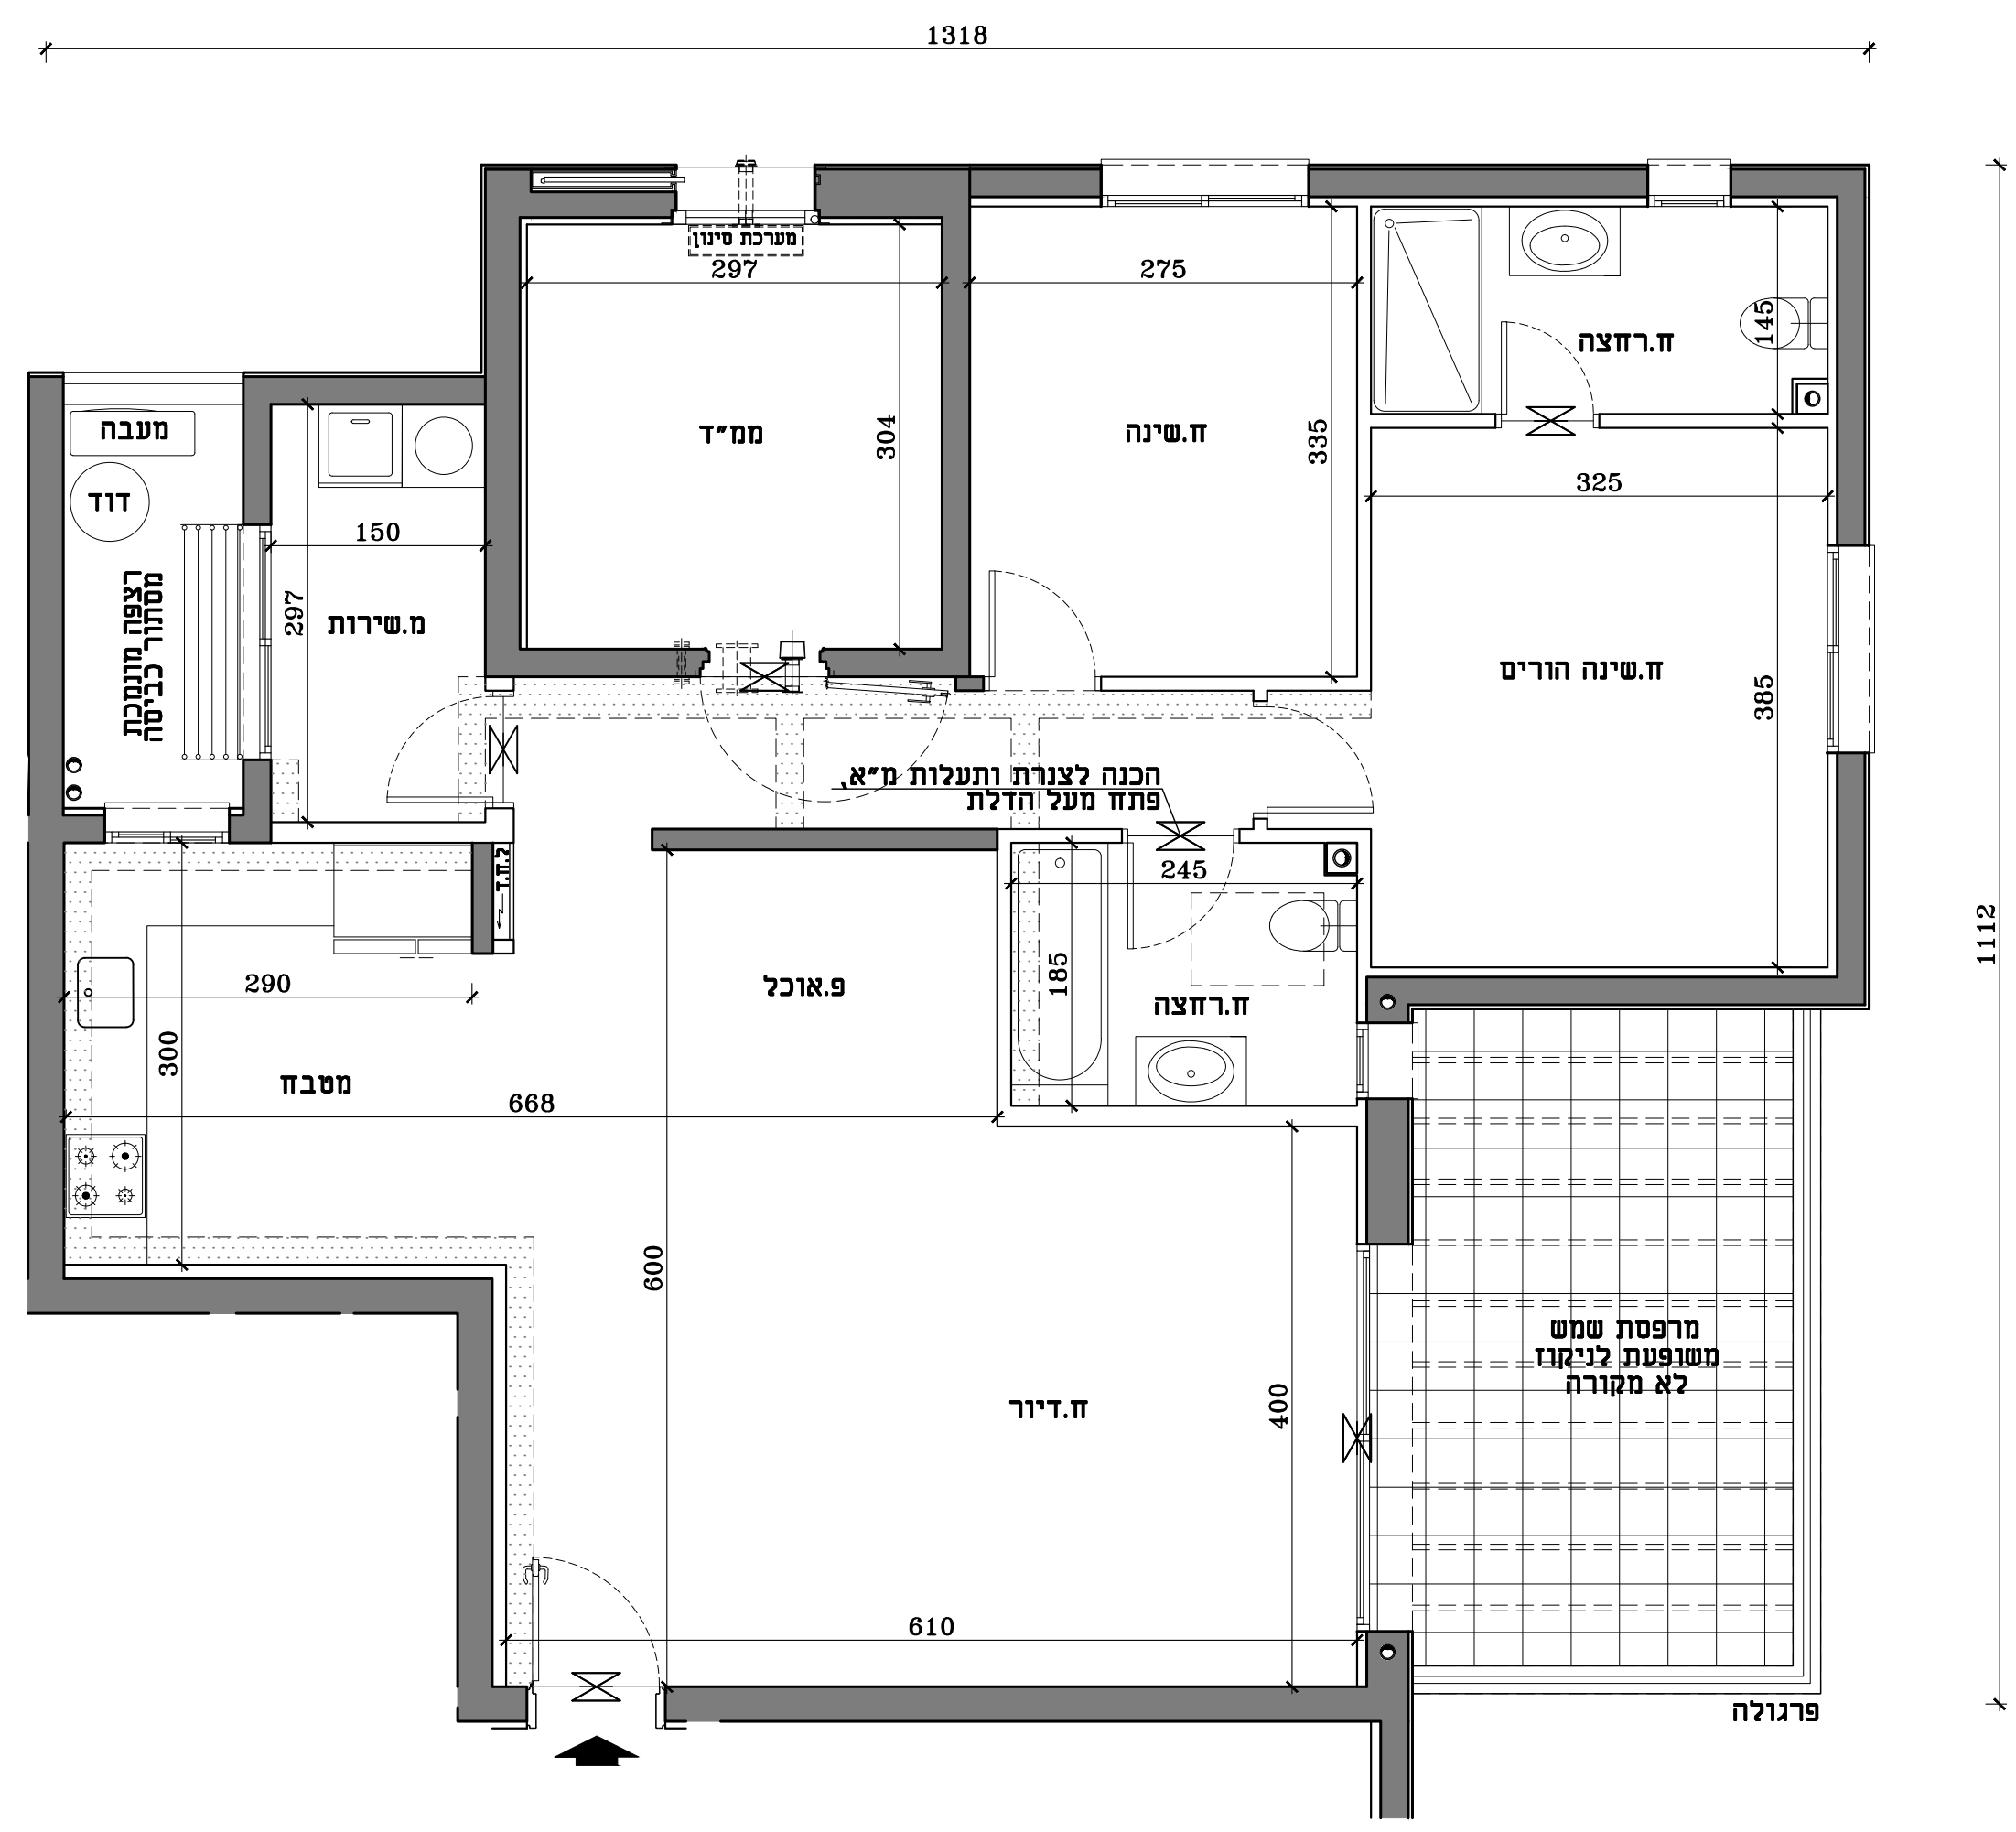 1318
מערכת סינון
297
275
ח.רחצה
145
מעבה
ממ״ד
304
ח.שינה
335
325
דוד
150
רצפה מונמכת
מסתור כביסה
297
מ.שירות
ח.שינה הורים
385
הכנה לצנרת ותעלות מ״א,
פתח מעל הדלת
ל.ח.ד
245
1112
290
פ.אוכל
185
ח.רחצה
300
מטבח
668
600
מרפסת שמש
משופעת לניקוז
לא מקורה
ח.דיור
400
610
פרגולה